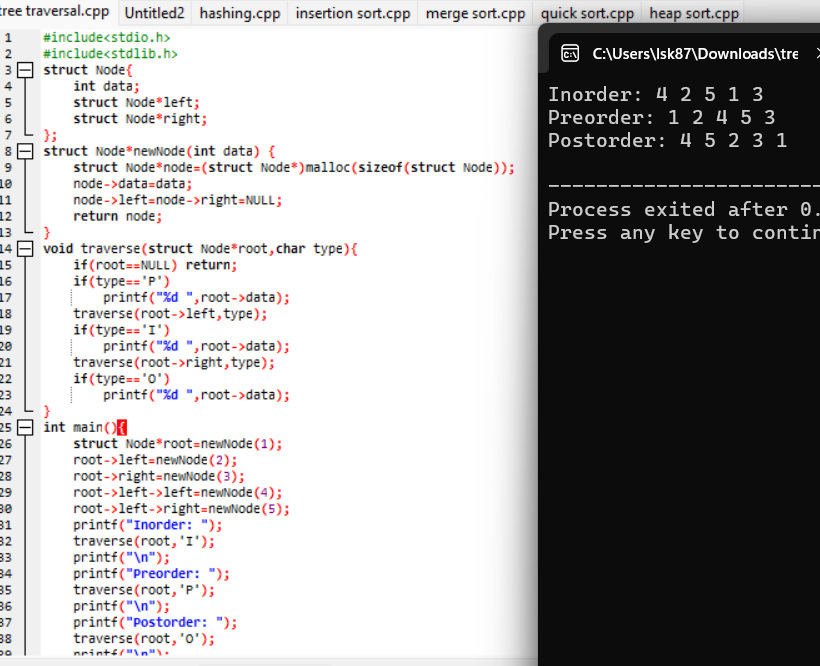 tree traversal.cpp Untitled2 hashing.cpp insertion sort.cpp merge sort.cpp quick sort.cpp heap sort.cpp
1 #include<stdio.h>
2 #include<stdlib.h>
3 struct Node{
4 int data;
5 struct Node*left;
6 struct Node*right;
7 };
8 struct Node*newNode(int data) {
9 struct Node*node=(struct Node*)malloc(sizeof(struct Node));
10 node->data=data;
11 node->left=node->right=NULL;
12 return node;
13 }
14 void traverse(struct Node*root,char type){
15 if(root==NULL) return;
16 if(type=='P')
17 printf("%d ",root->data);
18 traverse(root->left,type);
19 if(type=='I')
20 printf("%d ",root->data);
21 traverse(root->right,type);
22 if(type=='O')
23 printf("%d ",root->data);
24 }
25 int main(){
26 struct Node*root=newNode(1);
27 root->left=newNode(2);
28 root->right=newNode(3);
29 root->left->left=newNode(4);
30 root->left->right=newNode(5);
31 printf("Inorder: ");
32 traverse(root,'I');
33 printf("\n");
34 printf("Preorder: ");
35 traverse(root,'P');
36 printf("\n");
37 printf("Postorder: ");
38 traverse(root,'O');
39 printf("\n");
C:\Users\lsk87\Downloads\tre
Inorder: 4 2 5 1 3
Preorder: 1 2 4 5 3
Postorder: 4 5 2 3 1
-----------------------
Process exited after 0.
Press any key to contin